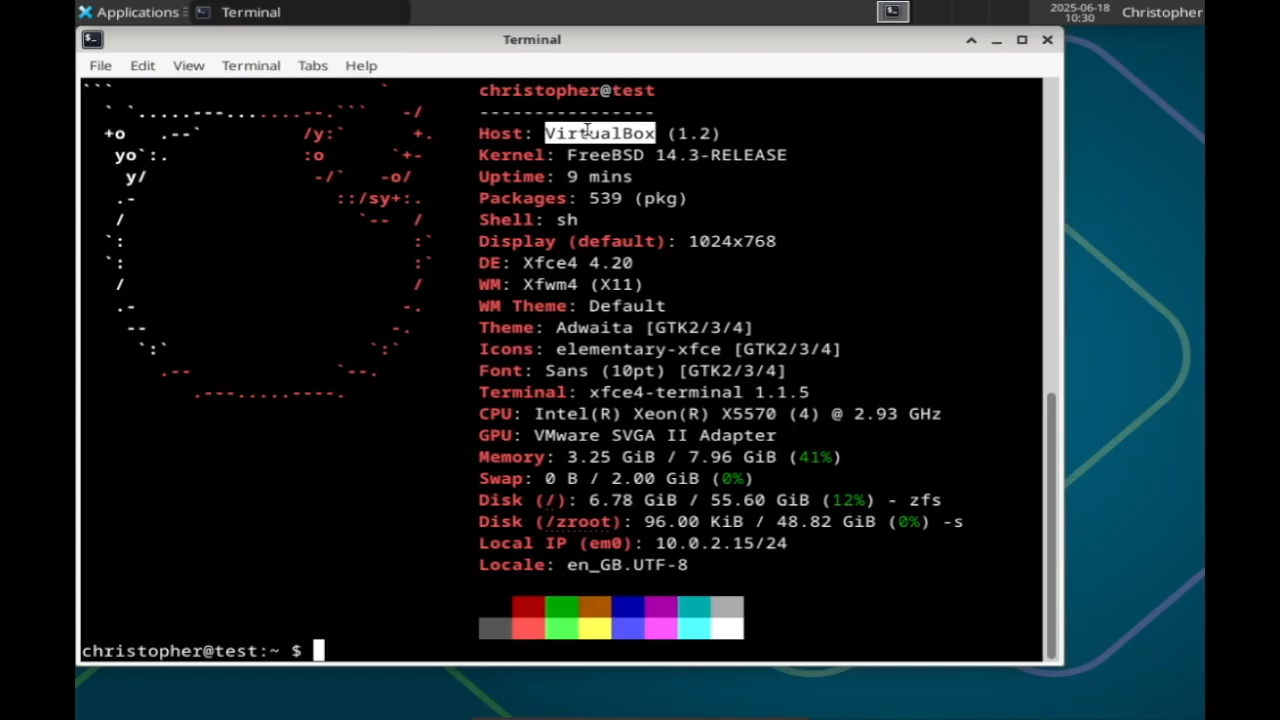 Applications
Terminal
2025-06-18
10:30
Christopher
Terminal
File Edit View Terminal Tabs Help
christopher@test
----------------
Host: VirtualBox (1.2)
Kernel: FreeBSD 14.3-RELEASE
Uptime: 9 mins
Packages: 539 (pkg)
Shell: sh
Display (default): 1024x768
DE: Xfce4 4.20
WM: Xfwm4 (X11)
WM Theme: Default
Theme: Adwaita [GTK2/3/4]
Icons: elementary-xfce [GTK2/3/4]
Font: Sans (10pt) [GTK2/3/4]
Terminal: xfce4-terminal 1.1.5
CPU: Intel(R) Xeon(R) X5570 (4) @ 2.93 GHz
GPU: VMware SVGA II Adapter
Memory: 3.25 GiB / 7.96 GiB (41%)
Swap: 0 B / 2.00 GiB (0%)
Disk (/): 6.78 GiB / 55.60 GiB (12%) - zfs
Disk (/zroot): 96.00 KiB / 48.82 GiB (0%) -s
Local IP (em0): 10.0.2.15/24
Locale: en_GB.UTF-8
christopher@test:~ $